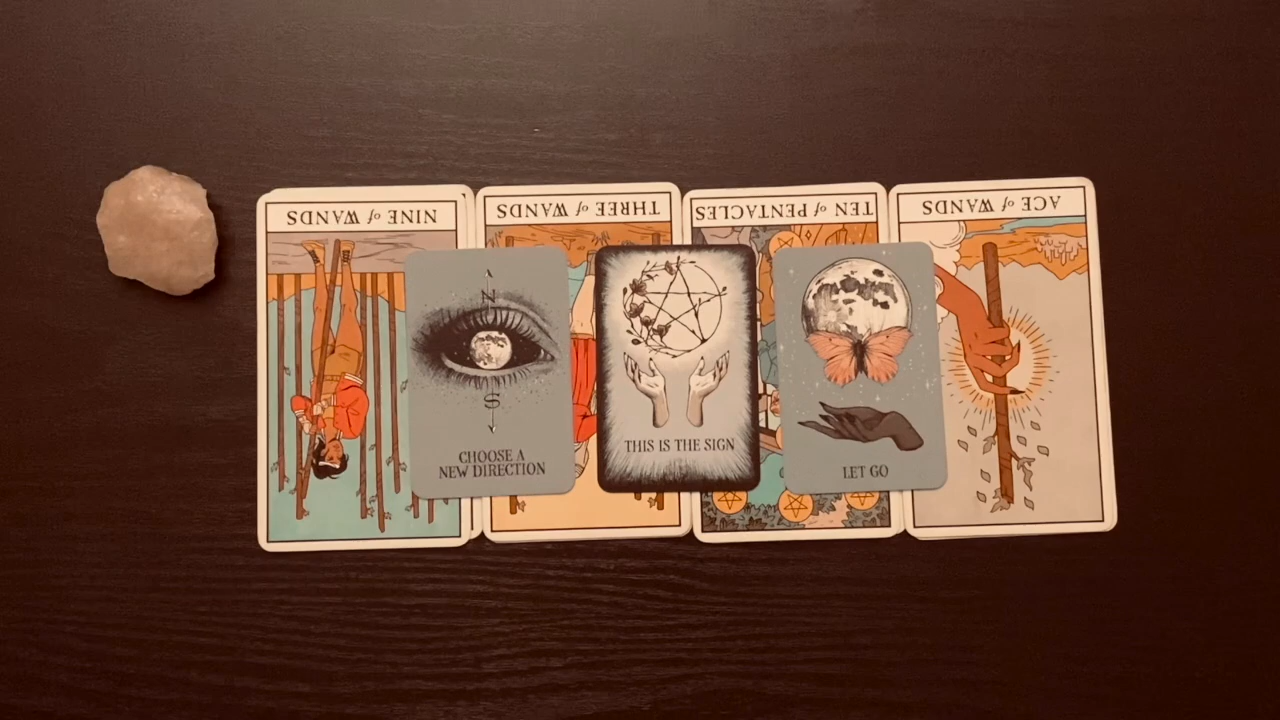 NINE of WANDS
THREE of WANDS
TEN of PENTACLES
ACE of WANDS
N
S
CHOOSE A
NEW DIRECTION
THIS IS THE SIGN
LET GO